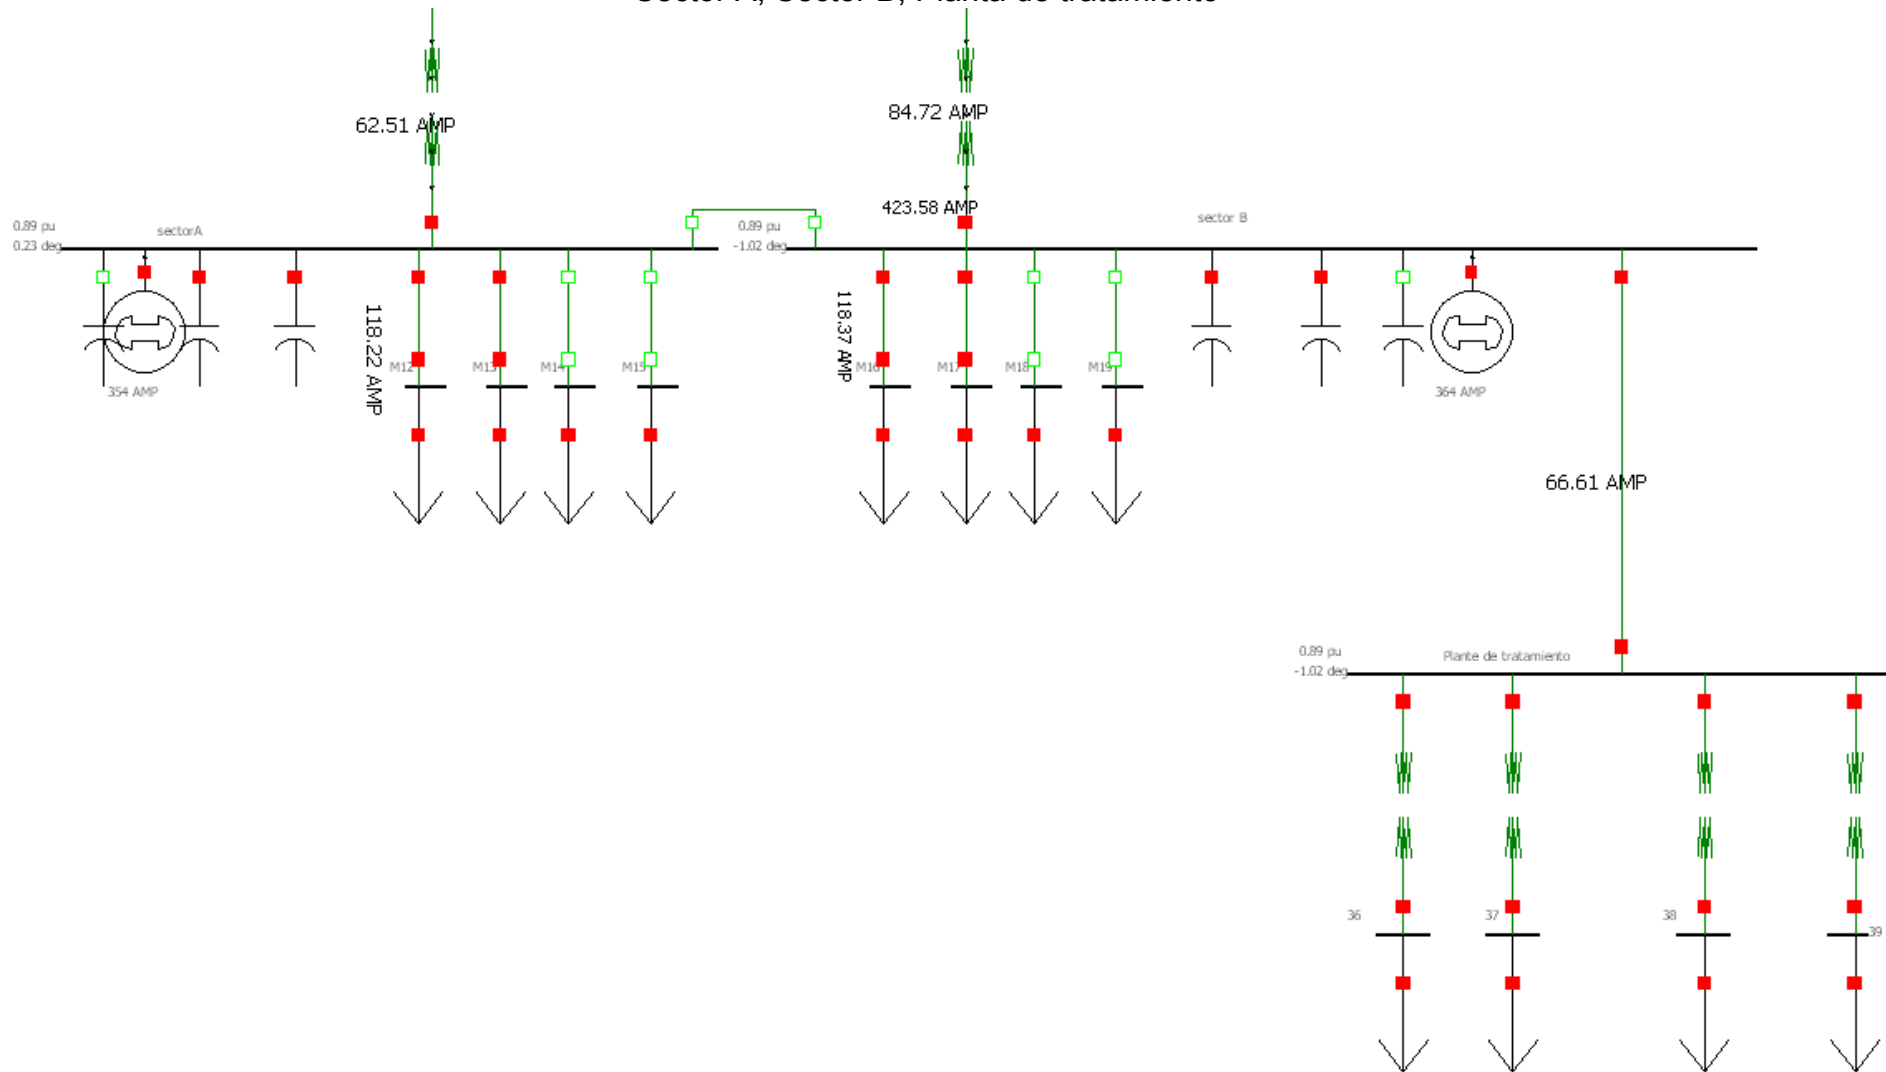 Sector A, Sector B, Planta de tratamiento
62.51 AMP
84.72 AMP
423.58 AMP
0.89 pu
0.23 deg
sectorA
0.89 pu
-1.02 deg
sector B
118.22 AMP
118.37 AMP
M12
M13
M14
M15
M16
M17
M18
M19
354 AMP
364 AMP
66.61 AMP
0.89 pu
-1.02 deg
Plante de tratamiento
36
37
38
39